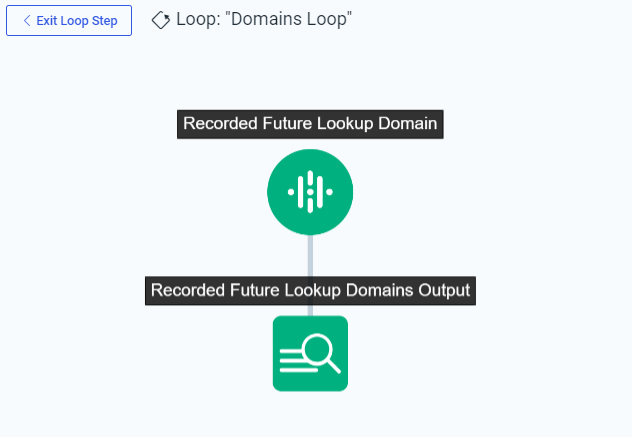 Exit Loop Step
Loop: "Domains Loop"
Recorded Future Lookup Domain
Recorded Future Lookup Domains Output